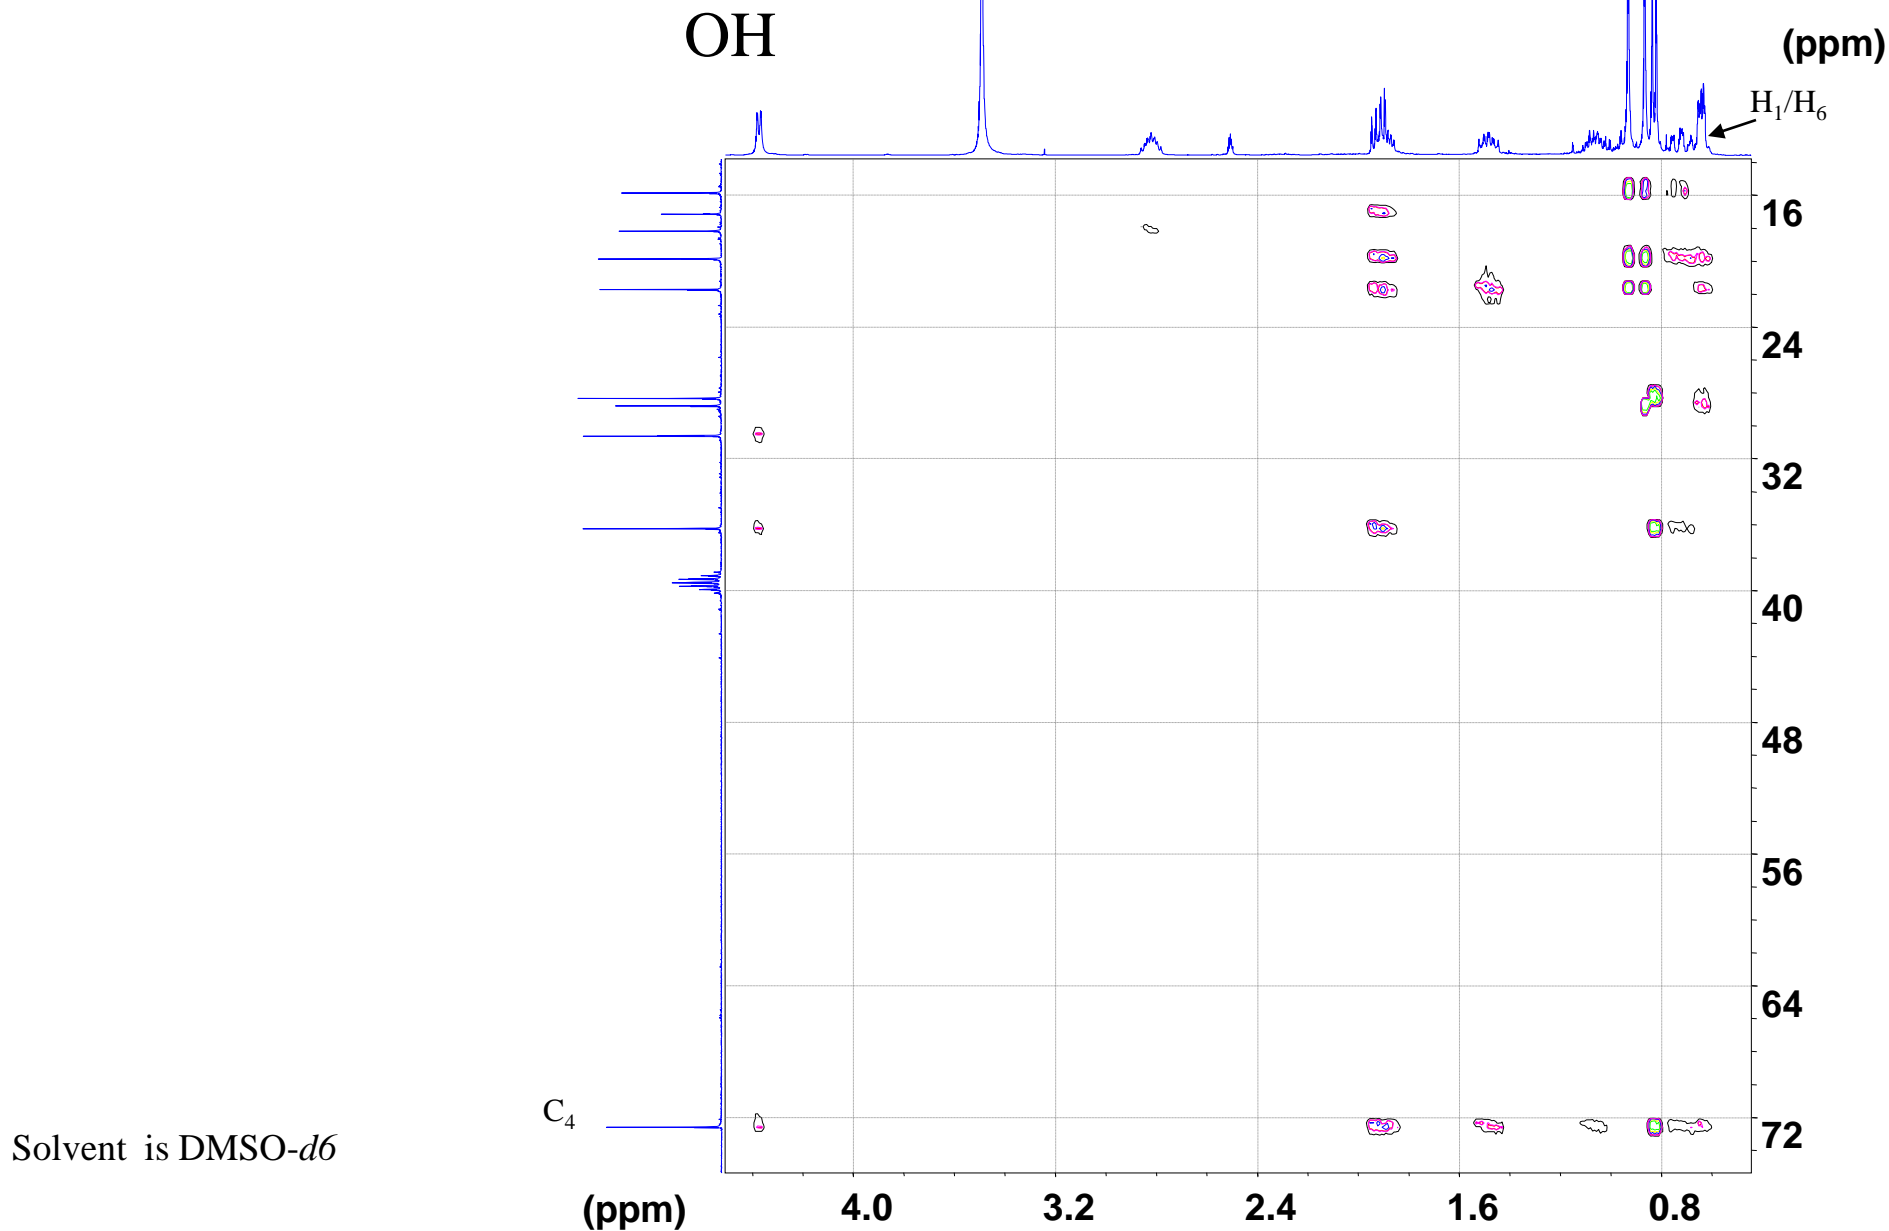 OH
(ppm)
H₁/H₆
16
24
32
40
48
56
64
C₄
72
Solvent is DMSO-d6
(ppm) 4.0 3.2 2.4 1.6 0.8